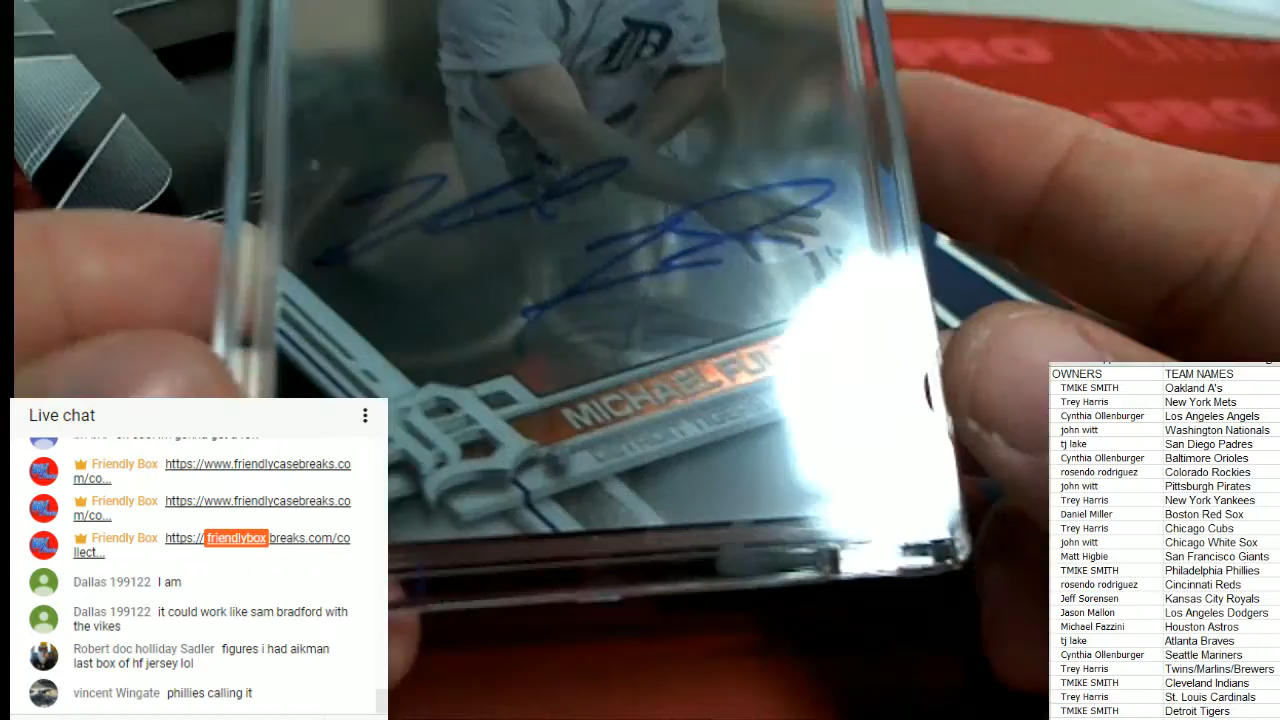 PRO
PRO
D
MICHAEL
Live chat
Friendly Box https://www.friendlycasebreaks.co
m/co...
Friendly Box https://www.friendlycasebreaks.co
m/co...
Friendly Box https://friendlyboxbreaks.com/co
llect...
Dallas 199122 I am
Dallas 199122 it could work like sam bradford with
the vikes
Robert doc holliday Sadler figures i had aikman
last box of hf jersey lol
vincent Wingate phillies calling it
OWNERS TEAM NAMES
TMIKE SMITH Oakland A's
Trey Harris New York Mets
Cynthia Ollenburger Los Angeles Angels
john witt Washington Nationals
tj lake San Diego Padres
Cynthia Ollenburger Baltimore Orioles
rosendo rodriguez Colorado Rockies
john witt Pittsburgh Pirates
Trey Harris New York Yankees
Daniel Miller Boston Red Sox
Trey Harris Chicago Cubs
john witt Chicago White Sox
Matt Higbie San Francisco Giants
TMIKE SMITH Philadelphia Phillies
rosendo rodriguez Cincinnati Reds
Jeff Sorensen Kansas City Royals
Jason Mallon Los Angeles Dodgers
Michael Fazzini Houston Astros
tj lake Atlanta Braves
Cynthia Ollenburger Seattle Mariners
Trey Harris Twins/Marlins/Brewers
TMIKE SMITH Cleveland Indians
Trey Harris St. Louis Cardinals
TMIKE SMITH Detroit Tigers